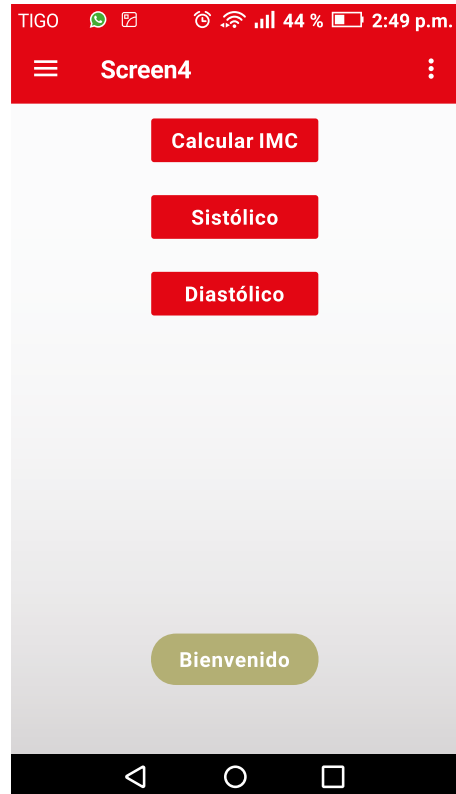 TIGO 44 % 2:49 p.m.
Screen4
Calcular IMC
Sistólico
Diastólico
Bienvenido